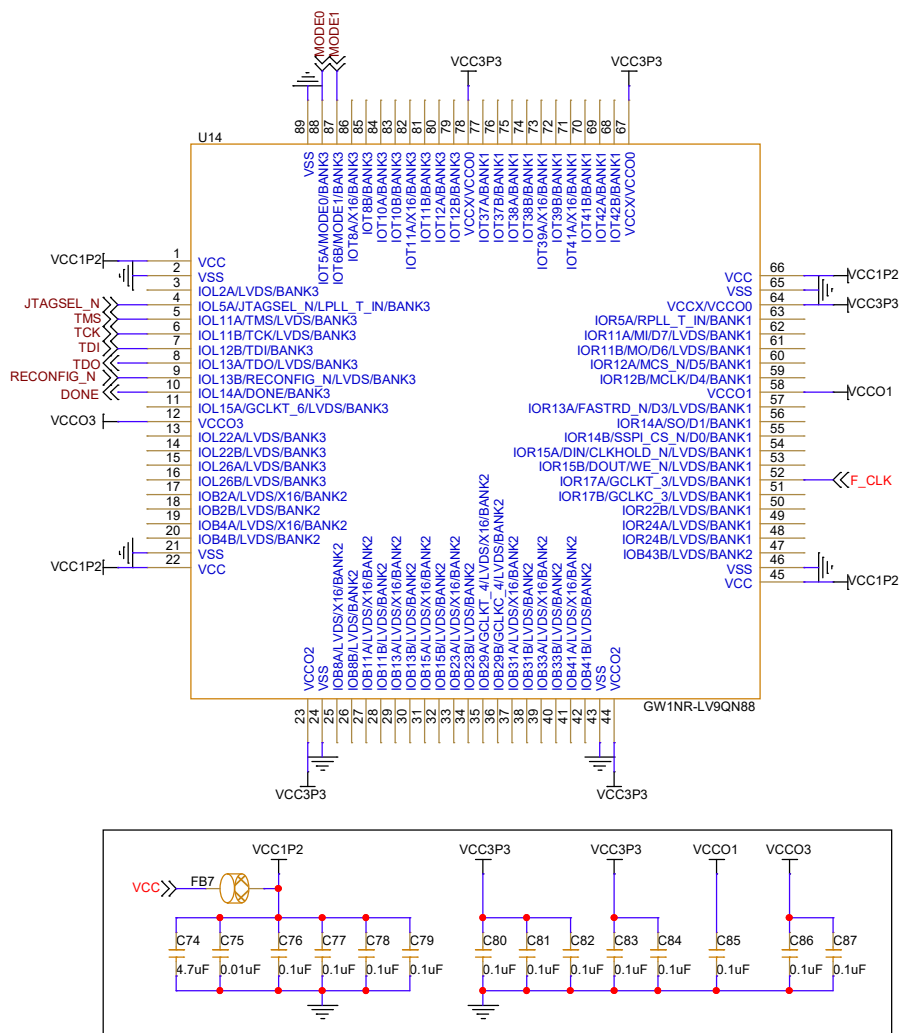 MODE0
MODE1
VCC3P3
VCC3P3
89
88
87
86
85
84
83
82
81
80
79
78
77
76
75
74
73
72
71
70
69
68
67
U14
VSS
IOT5A/MODE0/BANK3
IOT6B/MODE1/BANK3
IOT8A/X16/BANK3
IOT8B/BANK3
IOT10A/BANK3
IOT10B/BANK3
IOT11A/X16/BANK3
IOT11B/BANK3
IOT12A/BANK3
IOT12B/BANK3
VCCX/VCCO0
IOT37A/BANK1
IOT37B/BANK1
IOT38A/BANK1
IOT38B/BANK1
IOT39A/X16/BANK1
IOT39B/BANK1
IOT41A/X16/BANK1
IOT41B/BANK1
IOT42A/BANK1
IOT42B/BANK1
VCCX/VCCO0
VCC1P2 1 VCC
2 VSS
3 IOL2A/LVDS/BANK3
JTAGSEL_N 4 IOL5A/JTAGSEL_N/LPLL_T_IN/BANK3
TMS 5 IOL11A/TMS/LVDS/BANK3
TCK 6 IOL11B/TCK/LVDS/BANK3
TDI 7 IOL12B/TDI/BANK3
TDO 8 IOL13A/TDO/LVDS/BANK3
RECONFIG_N 9 IOL13B/RECONFIG_N/LVDS/BANK3
DONE 10 IOL14A/DONE/BANK3
11 IOL15A/GCLKT_6/LVDS/BANK3
VCCO3 12 VCCO3
13 IOL22A/LVDS/BANK3
14 IOL22B/LVDS/BANK3
15 IOL26A/LVDS/BANK3
16 IOL26B/LVDS/BANK3
17 IOB2A/LVDS/X16/BANK2
18 IOB2B/LVDS/BANK2
19 IOB4A/LVDS/X16/BANK2
20 IOB4B/LVDS/BANK2
21 VSS
VCC1P2 22 VCC
VCC 66 VCC1P2
VSS 65
VCCX/VCCO0 64 VCC3P3
IOR5A/RPLL_T_IN/BANK1 63
IOR11A/MI/D7/LVDS/BANK1 62
IOR11B/MO/D6/LVDS/BANK1 61
IOR12A/MCS_N/D5/BANK1 60
IOR12B/MCLK/D4/BANK1 59
VCCO1 58 VCCO1
IOR13A/FASTRD_N/D3/LVDS/BANK1 57
IOR14A/SO/D1/BANK1 56
IOR14B/SSPI_CS_N/D0/BANK1 55
IOR15A/DIN/CLKHOLD_N/LVDS/BANK1 54
IOR15B/DOUT/WE_N/LVDS/BANK1 53
IOR17A/GCLKT_3/LVDS/BANK1 52 F_CLK
IOR17B/GCLKC_3/LVDS/BANK1 51
IOR22B/LVDS/BANK1 50
IOR24A/LVDS/BANK1 49
IOR24B/LVDS/BANK1 48
IOB43B/LVDS/BANK2 47
VSS 46
VCC 45 VCC1P2
VCCO2
VSS
IOB8A/LVDS/X16/BANK2
IOB8B/LVDS/BANK2
IOB11A/LVDS/X16/BANK2
IOB11B/LVDS/BANK2
IOB13A/LVDS/X16/BANK2
IOB13B/LVDS/BANK2
IOB15A/LVDS/X16/BANK2
IOB15B/LVDS/BANK2
IOB23A/LVDS/X16/BANK2
IOB23B/LVDS/BANK2
IOB29A/GCLKT_4/LVDS/X16/BANK2
IOB29B/GCLKC_4/LVDS/BANK2
IOB31A/LVDS/X16/BANK2
IOB31B/LVDS/BANK2
IOB33A/LVDS/X16/BANK2
IOB33B/LVDS/BANK2
IOB41A/LVDS/X16/BANK2
IOB41B/LVDS/BANK2
VSS
VCCO2
GW1NR-LV9QN88
23
24
25
26
27
28
29
30
31
32
33
34
35
36
37
38
39
40
41
42
43
44
VCC3P3
VCC3P3
VCC1P2 VCC3P3 VCC3P3 VCCO1 VCCO3
VCC FB7
C74 C75 C76 C77 C78 C79 C80 C81 C82 C83 C84 C85 C86 C87
4.7uF 0.01uF 0.1uF 0.1uF 0.1uF 0.1uF 0.1uF 0.1uF 0.1uF 0.1uF 0.1uF 0.1uF 0.1uF 0.1uF